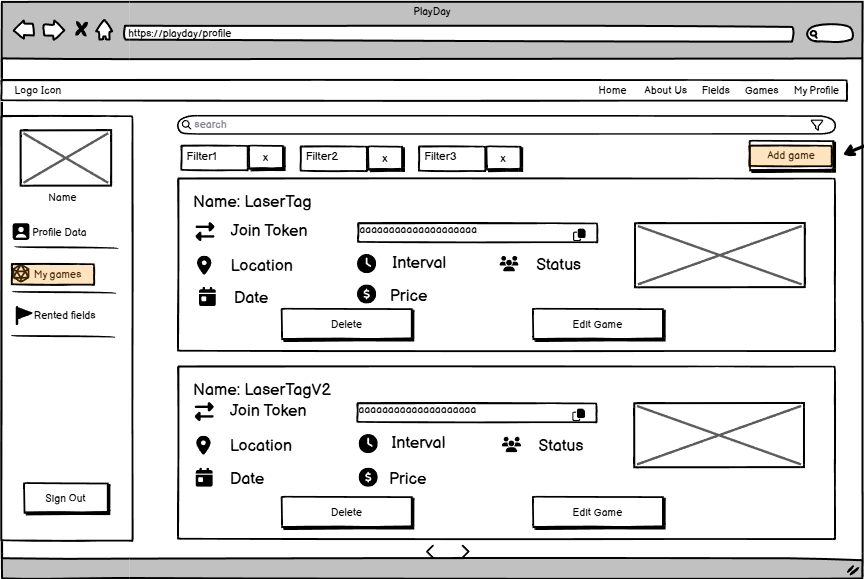 PlayDay
https://playday/profile
Logo Icon
Home About Us Fields Games My Profile
search
Filter1 x Filter2 x Filter3 x
Add game
Name
Profile Data
My games
Rented fields
Sign Out
Name: LaserTag
Join Token
aaaaaaaaaaaaaaaaaaaa
Location Interval Status
Date Price
Delete Edit Game
Name: LaserTagV2
Join Token
aaaaaaaaaaaaaaaaaaaa
Location Interval Status
Date Price
Delete Edit Game